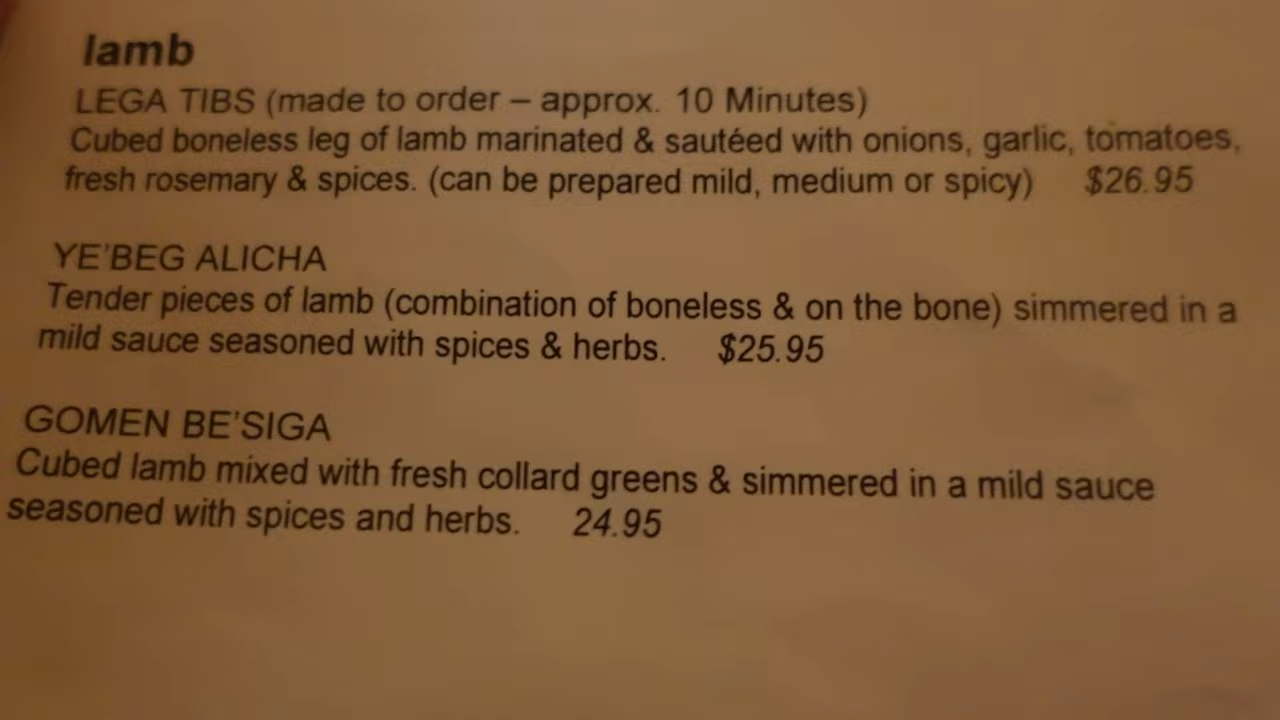 lamb
LEGA TIBS (made to order – approx. 10 Minutes)
Cubed boneless leg of lamb marinated & sautéed with onions, garlic, tomatoes,
fresh rosemary & spices. (can be prepared mild, medium or spicy) $26.95
YE'BEG ALICHA
Tender pieces of lamb (combination of boneless & on the bone) simmered in a
mild sauce seasoned with spices & herbs. $25.95
GOMEN BE'SIGA
Cubed lamb mixed with fresh collard greens & simmered in a mild sauce
seasoned with spices and herbs. 24.95